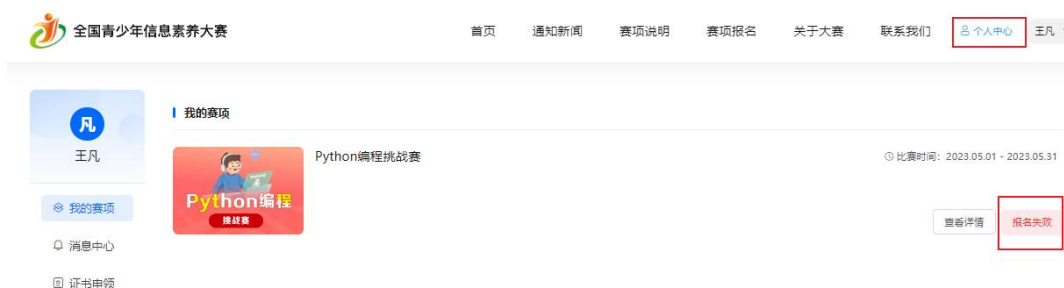 全国青少年信息素养大赛
首页 通知新闻 赛项说明 赛项报名 关于大赛 联系我们 个人中心 王凡
凡
王凡
我的赛项
消息中心
证书申领
我的赛项
Python编程
挑战赛
Python编程挑战赛
比赛时间：2023.05.01 - 2023.05.31
查看详情 报名失败